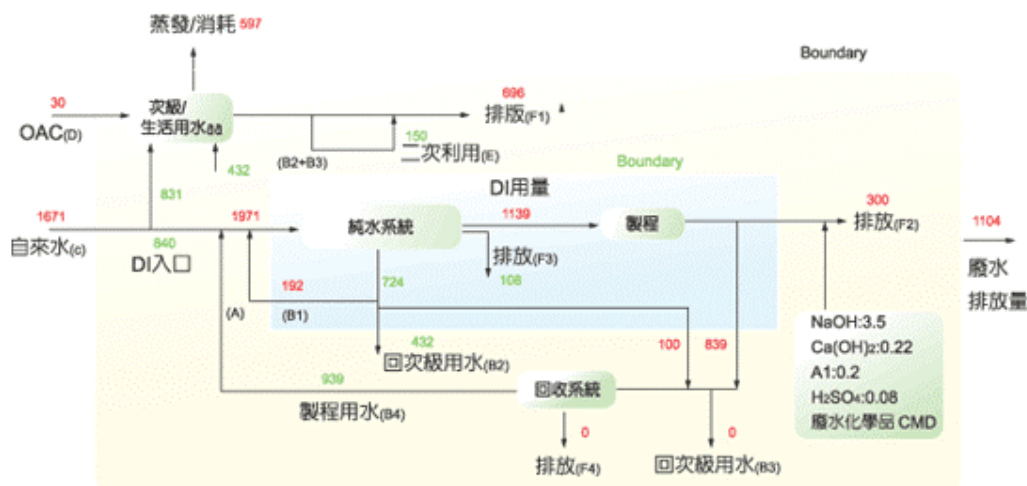 蒸發/消耗 597
Boundary
30
OAC(D)
次級/
生活用水aa
696
排版(F1)
150
二次利用(E)
(B2+B3)
432
831
Boundary
DI用量
1671
自來水(c)
840
DI入口
1971
純水系統
1139
製程
300
排放(F2)
1104
廢水
排放量
排放(F3)
108
724
192
(A)
(B1)
432
回次級用水(B2)
100
839
NaOH:3.5
Ca(OH)2:0.22
A1:0.2
H2SO4:0.08
廢水化學品 CMD
939
製程用水(B4)
回收系統
0
排放(F4)
0
回次級用水(B3)